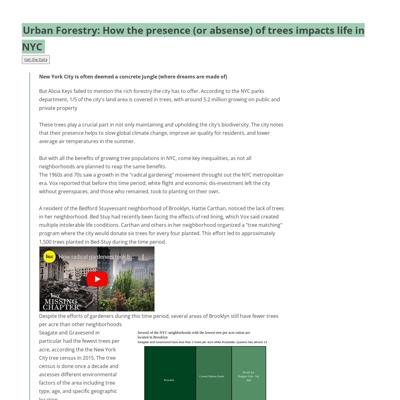 Urban Forestry: How the presence (or absense) of trees impacts life in
NYC
Get the Data
New York City is often deemed a concrete jungle (where dreams are made of)
But Alicia Keys failed to mention the rich forestry the city has to offer. According to the NYC parks
department, 1/5 of the city's land area is covered in trees, with around 5.2 million growing on public and
private property
These trees play a crucial part in not only maintaining and upholding the city's biodiversity. The city notes
that their presence helps to slow global climate change, improve air quality for residents, and lower
average air temperatures in the summer.
But with all the benefits of growing tree populations in NYC, come key inequalities, as not all
neighborhoods are planned to reap the same benefits.
The 1960s and 70s saw a growth in the "radical gardening" movement throught out the NYC metropolitan
area. Vox reported that before this time period, white flight and economic dis-investment left the city
without greenspaces, and those who remained, took to planting on their own.
A resident of the Bedford Stuyvessant neighborhood of Brooklyn, Hattie Carthan, noticed the lack of trees
in her neighborhood. Bed Stuy had recently been facing the effects of red lining, which Vox said created
multiple intolerable life conditions. Carthan and others in her neighborhood organized a "tree matching"
program where the city would donate six trees for every four planted. This effort led to approximately
1,500 trees planted in Bed-Stuy during the time period.
Vox
How radical gardeners took b
Vox
MISSING
CHAPTER
Despite the efforts of gardeners during this time period, several areas of Brooklyn still have fewer trees
per acre than other neighborhoods
Seagate and Gravesend in
particular had the fewest trees per
acre, according the the New York
City tree census in 2015. The tree
census is done once a decade and
assesses different environmental
factors of the area including tree
type, age, and specific geographic
Several of the NYC neighborhoods with the lowest tree per acre ratios are
located in Brooklyn
Seagate and Gravesend have less than 2 trees per acre while
Brooklyn